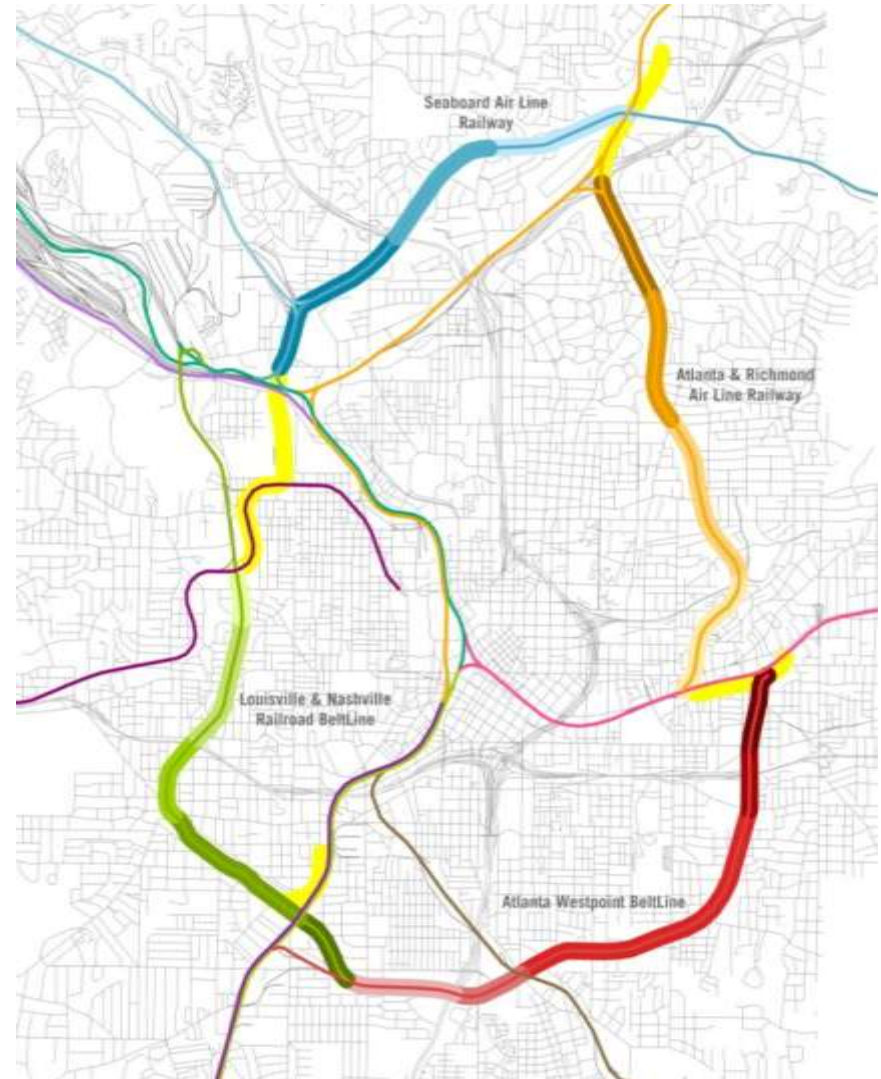 Seaboard Air Line
Railway
Atlanta & Richmond
Air Line Railway
Louisville & Nashville
Railroad BeltLine
Atlanta Westpoint BeltLine